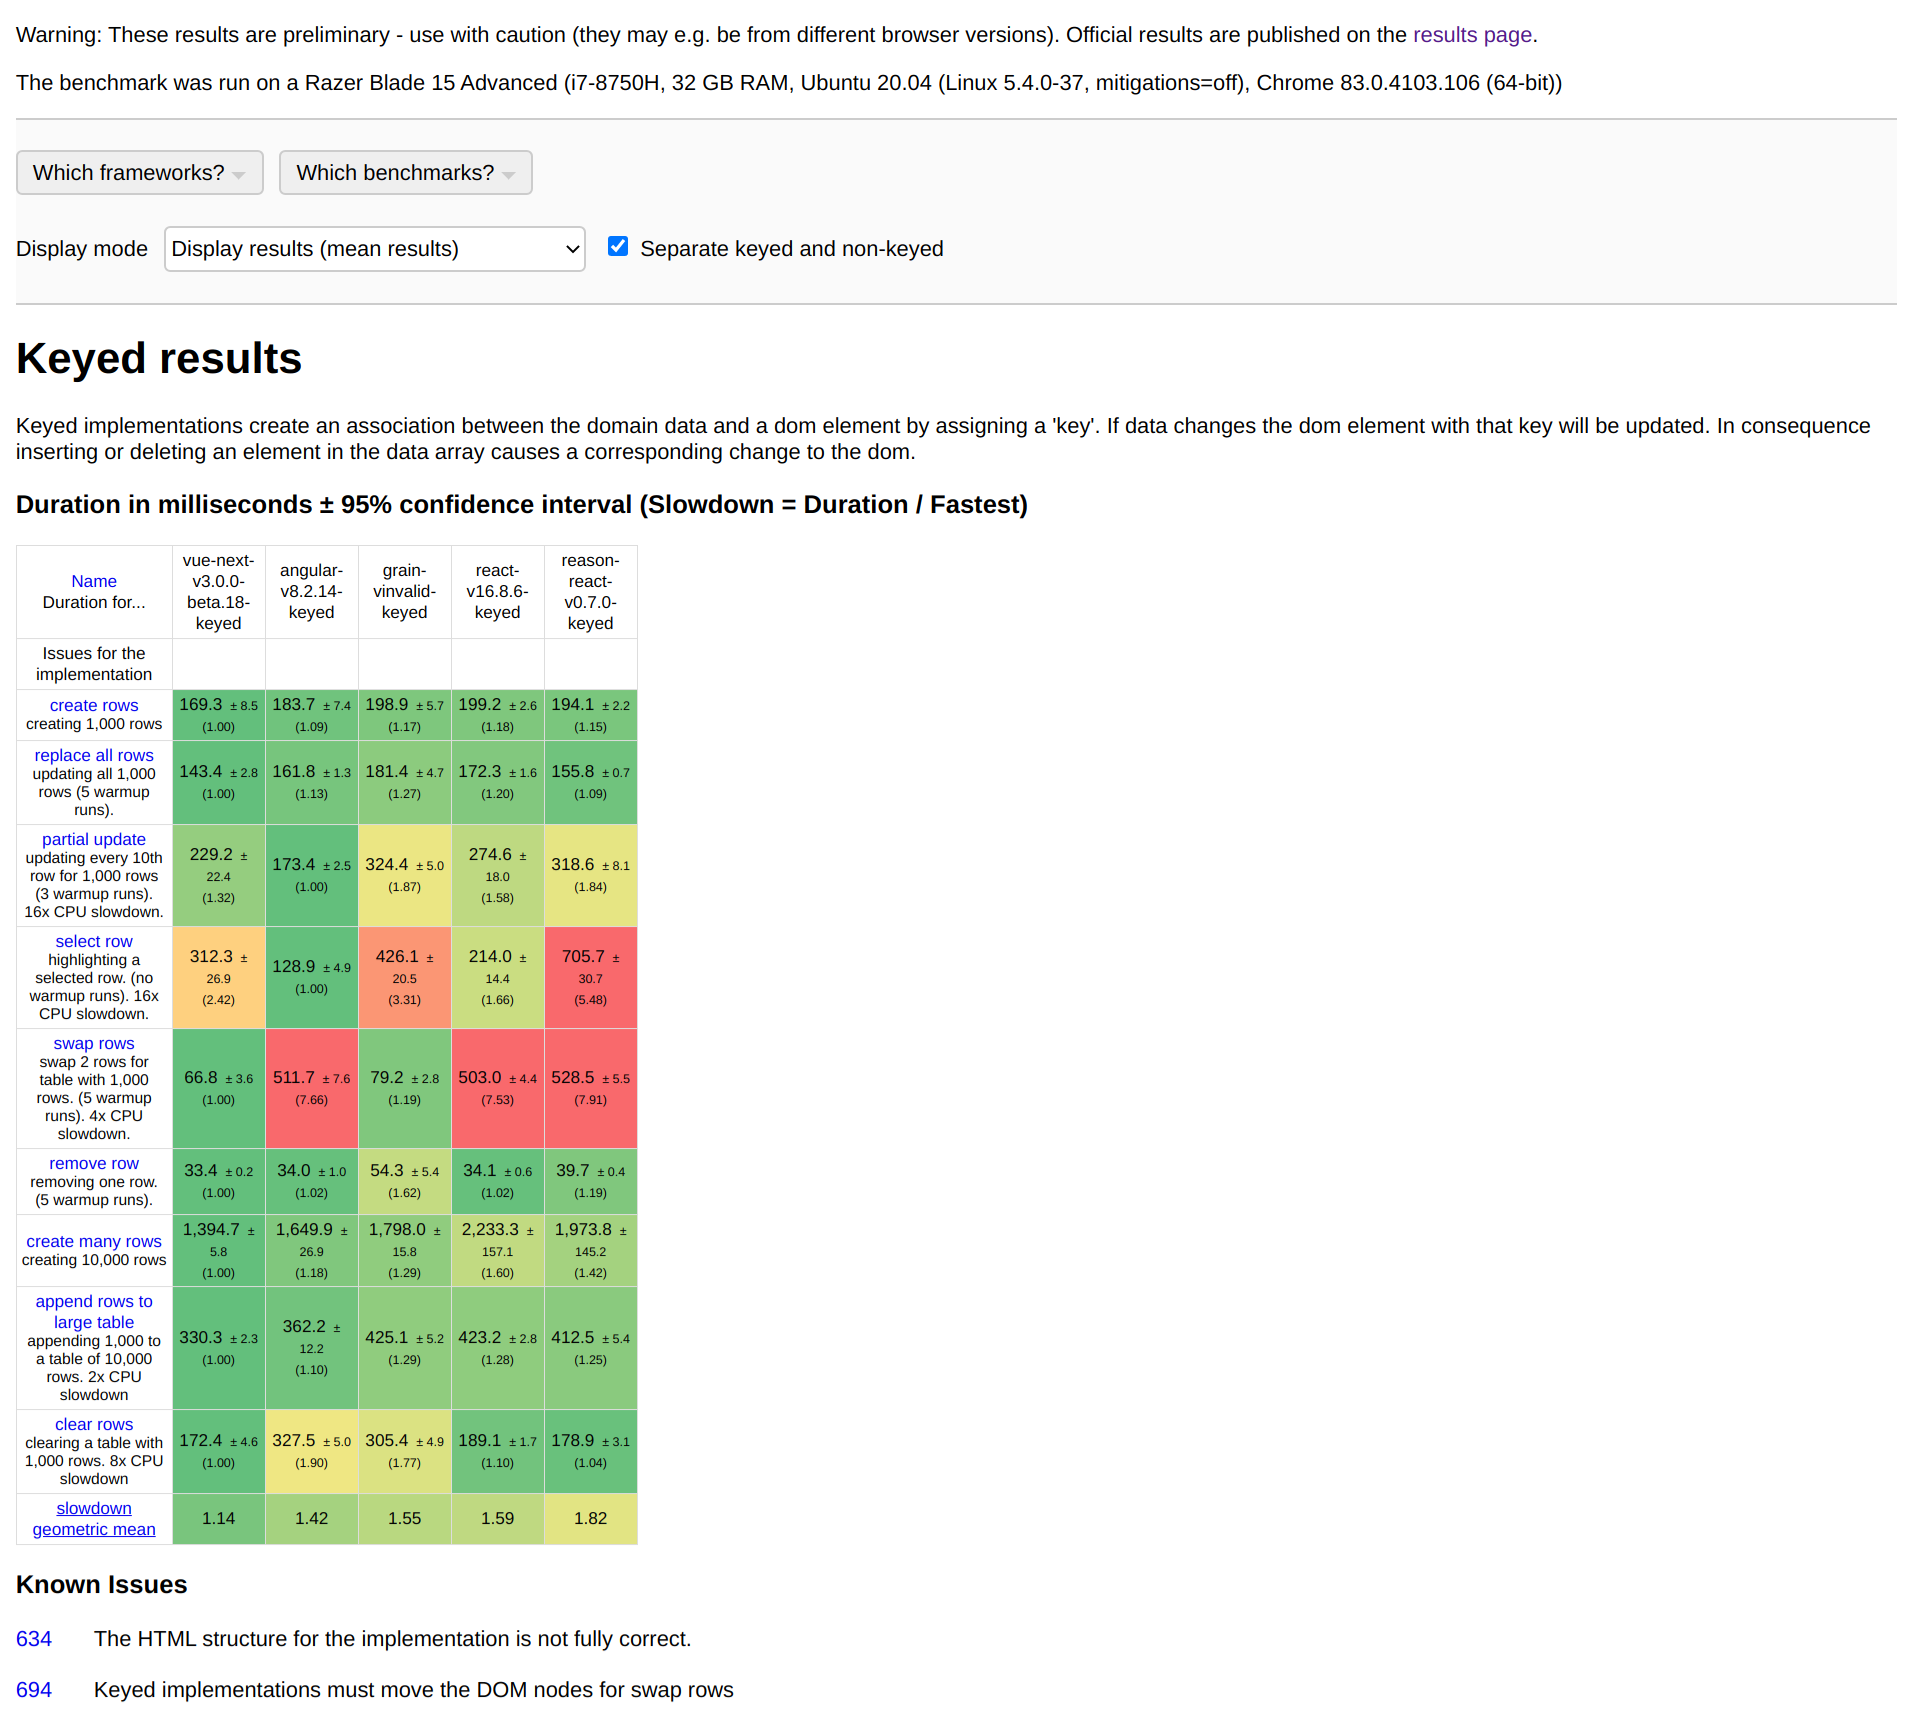 Warning: These results are preliminary - use with caution (they may e.g. be from different browser versions). Official results are published on the results page.
The benchmark was run on a Razer Blade 15 Advanced (i7-8750H, 32 GB RAM, Ubuntu 20.04 (Linux 5.4.0-37, mitigations=off), Chrome 83.0.4103.106 (64-bit))
Which frameworks? Which benchmarks?
Display mode Display results (mean results) Separate keyed and non-keyed
Keyed results
Keyed implementations create an association between the domain data and a dom element by assigning a 'key'. If data changes the dom element with that key will be updated. In consequence
inserting or deleting an element in the data array causes a corresponding change to the dom.
Duration in milliseconds ± 95% confidence interval (Slowdown = Duration / Fastest)
Name
Duration for...
vue-next-
v3.0.0-
beta.18-
keyed
angular-
v8.2.14-
keyed
grain-
vinvalid-
keyed
react-
v16.8.6-
keyed
reason-
react-
v0.7.0-
keyed
Issues for the
implementation
create rows
creating 1,000 rows
169.3 ± 8.5
(1.00)
183.7 ± 7.4
(1.09)
198.9 ± 5.7
(1.17)
199.2 ± 2.6
(1.18)
194.1 ± 2.2
(1.15)
replace all rows
updating all 1,000
rows (5 warmup
runs).
143.4 ± 2.8
(1.00)
161.8 ± 1.3
(1.13)
181.4 ± 4.7
(1.27)
172.3 ± 1.6
(1.20)
155.8 ± 0.7
(1.09)
partial update
updating every 10th
row for 1,000 rows
(3 warmup runs).
16x CPU slowdown.
229.2 ±
22.4
(1.32)
173.4 ± 2.5
(1.00)
324.4 ± 5.0
(1.87)
274.6 ±
18.0
(1.58)
318.6 ± 8.1
(1.84)
select row
highlighting a
selected row. (no
warmup runs). 16x
CPU slowdown.
312.3 ±
26.9
(2.42)
128.9 ± 4.9
(1.00)
426.1 ±
20.5
(3.31)
214.0 ±
14.4
(1.66)
705.7 ±
30.7
(5.48)
swap rows
swap 2 rows for
table with 1,000
rows. (5 warmup
runs). 4x CPU
slowdown.
66.8 ± 3.6
(1.00)
511.7 ± 7.6
(7.66)
79.2 ± 2.8
(1.19)
503.0 ± 4.4
(7.53)
528.5 ± 5.5
(7.91)
remove row
removing one row.
(5 warmup runs).
33.4 ± 0.2
(1.00)
34.0 ± 1.0
(1.02)
54.3 ± 5.4
(1.62)
34.1 ± 0.6
(1.02)
39.7 ± 0.4
(1.19)
create many rows
creating 10,000 rows
1,394.7 ±
5.8
(1.00)
1,649.9 ±
26.9
(1.18)
1,798.0 ±
15.8
(1.29)
2,233.3 ±
157.1
(1.60)
1,973.8 ±
145.2
(1.42)
append rows to
large table
appending 1,000 to
a table of 10,000
rows. 2x CPU
slowdown
330.3 ± 2.3
(1.00)
362.2 ±
12.2
(1.10)
425.1 ± 5.2
(1.29)
423.2 ± 2.8
(1.28)
412.5 ± 5.4
(1.25)
clear rows
clearing a table with
1,000 rows. 8x CPU
slowdown
172.4 ± 4.6
(1.00)
327.5 ± 5.0
(1.90)
305.4 ± 4.9
(1.77)
189.1 ± 1.7
(1.10)
178.9 ± 3.1
(1.04)
slowdown
geometric mean
1.14
1.42
1.55
1.59
1.82
Known Issues
634 The HTML structure for the implementation is not fully correct.
694 Keyed implementations must move the DOM nodes for swap rows